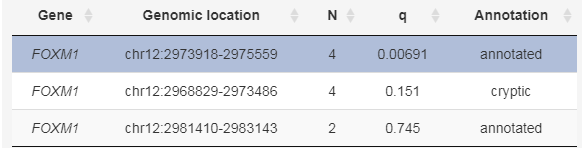 Gene Genomic location N q Annotation
FOXM1 chr12:2973918-2975559 4 0.00691 annotated
FOXM1 chr12:2968829-2973486 4 0.151 cryptic
FOXM1 chr12:2981410-2983143 2 0.745 annotated